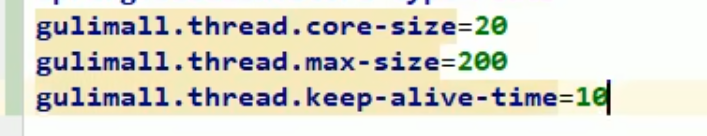 gulimall.thread.core-size=20
gulimall.thread.max-size=200
gulimall.thread.keep-alive-time=10